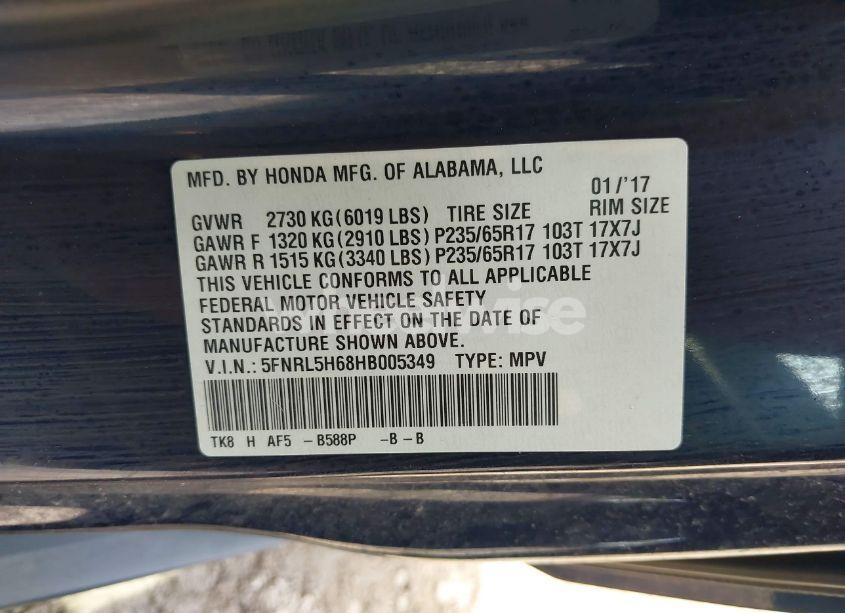 MFD. BY HONDA MFG. OF ALABAMA, LLC
01/'17
GVWR 2730 KG(6019 LBS) TIRE SIZE RIM SIZE
GAWR F 1320 KG(2910 LBS) P235/65R17 103T 17X7J
GAWR R 1515 KG(3340 LBS) P235/65R17 103T 17X7J
THIS VEHICLE CONFORMS TO ALL APPLICABLE
FEDERAL MOTOR VEHICLE SAFETY
STANDARDS IN EFFECT ON THE DATE OF
MANUFACTURE SHOWN ABOVE.
V.I.N.: 5FNRL5H68HB005349 TYPE: MPV
TK8 H AF5 -B588P -B-B